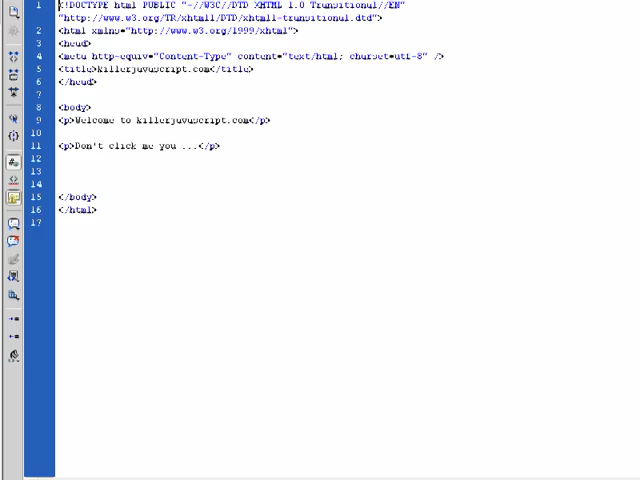 1 <!DOCTYPE html PUBLIC "-//W3C//DTD XHTML 1.0 Transitional//EN"
"http://www.w3.org/TR/xhtml1/DTD/xhtml1-transitional.dtd">
2 <html xmlns="http://www.w3.org/1999/xhtml">
3 <head>
4 <meta http-equiv="Content-Type" content="text/html; charset=utf-8" />
5 <title>killerjavascript.com</title>
6 </head>
7
8 <body>
9 <p>Welcome to killerjavascript.com</p>
10
11 <p>Don't click me you ...</p>
12
13
14
15 </body>
16 </html>
17